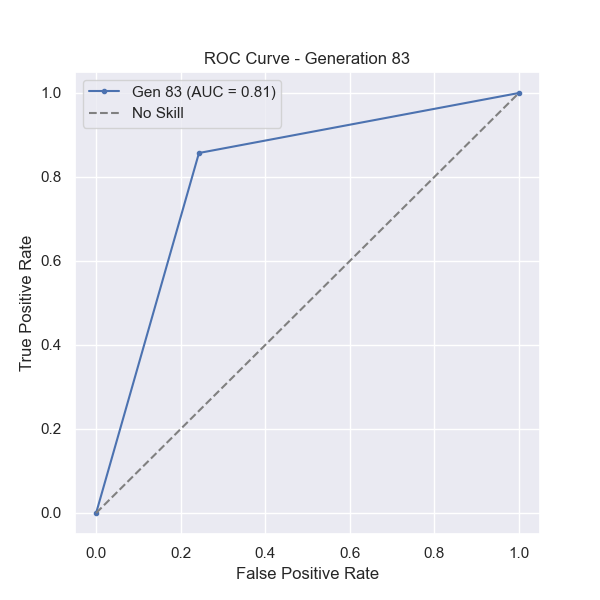 ROC Curve - Generation 83
Gen 83 (AUC = 0.81)
No Skill
True Positive Rate
1.0
0.8
0.6
0.4
0.2
0.0
0.0 0.2 0.4 0.6 0.8 1.0
False Positive Rate